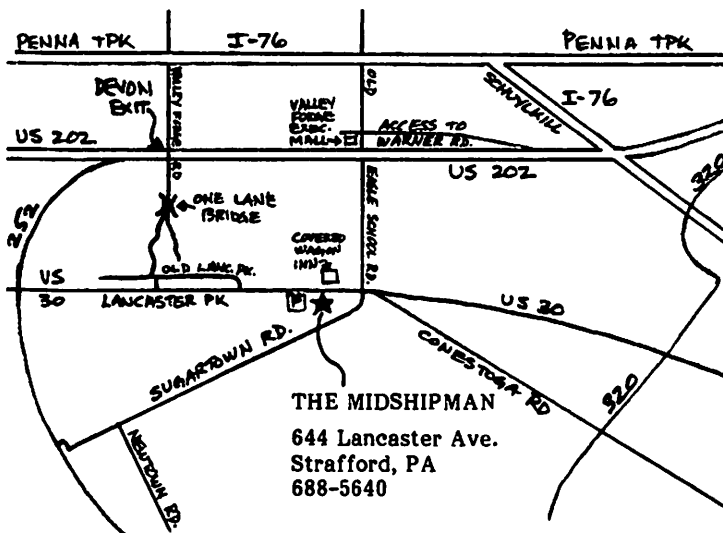 PENNA TPK
I-76
PENNA TPK
DEVON
EXIT
VALLEY FORGE RD
OLD
EAGLE SCHOOL RD.
VALLEY
FORGE
EXEC.
MALL
ACCESS TO
WARNER RD.
SCHUYLKILL
I-76
US 202
US 202
320
252
ONE LANE
BRIDGE
COVERED
WAGON
INN
OLD LANC. PK.
US
30
LANCASTER PK
P
US 30
SUGARTOWN RD.
CONESTOGA RD
320
NEWTOWN RD.
THE MIDSHIPMAN
644 Lancaster Ave.
Strafford, PA
688-5640